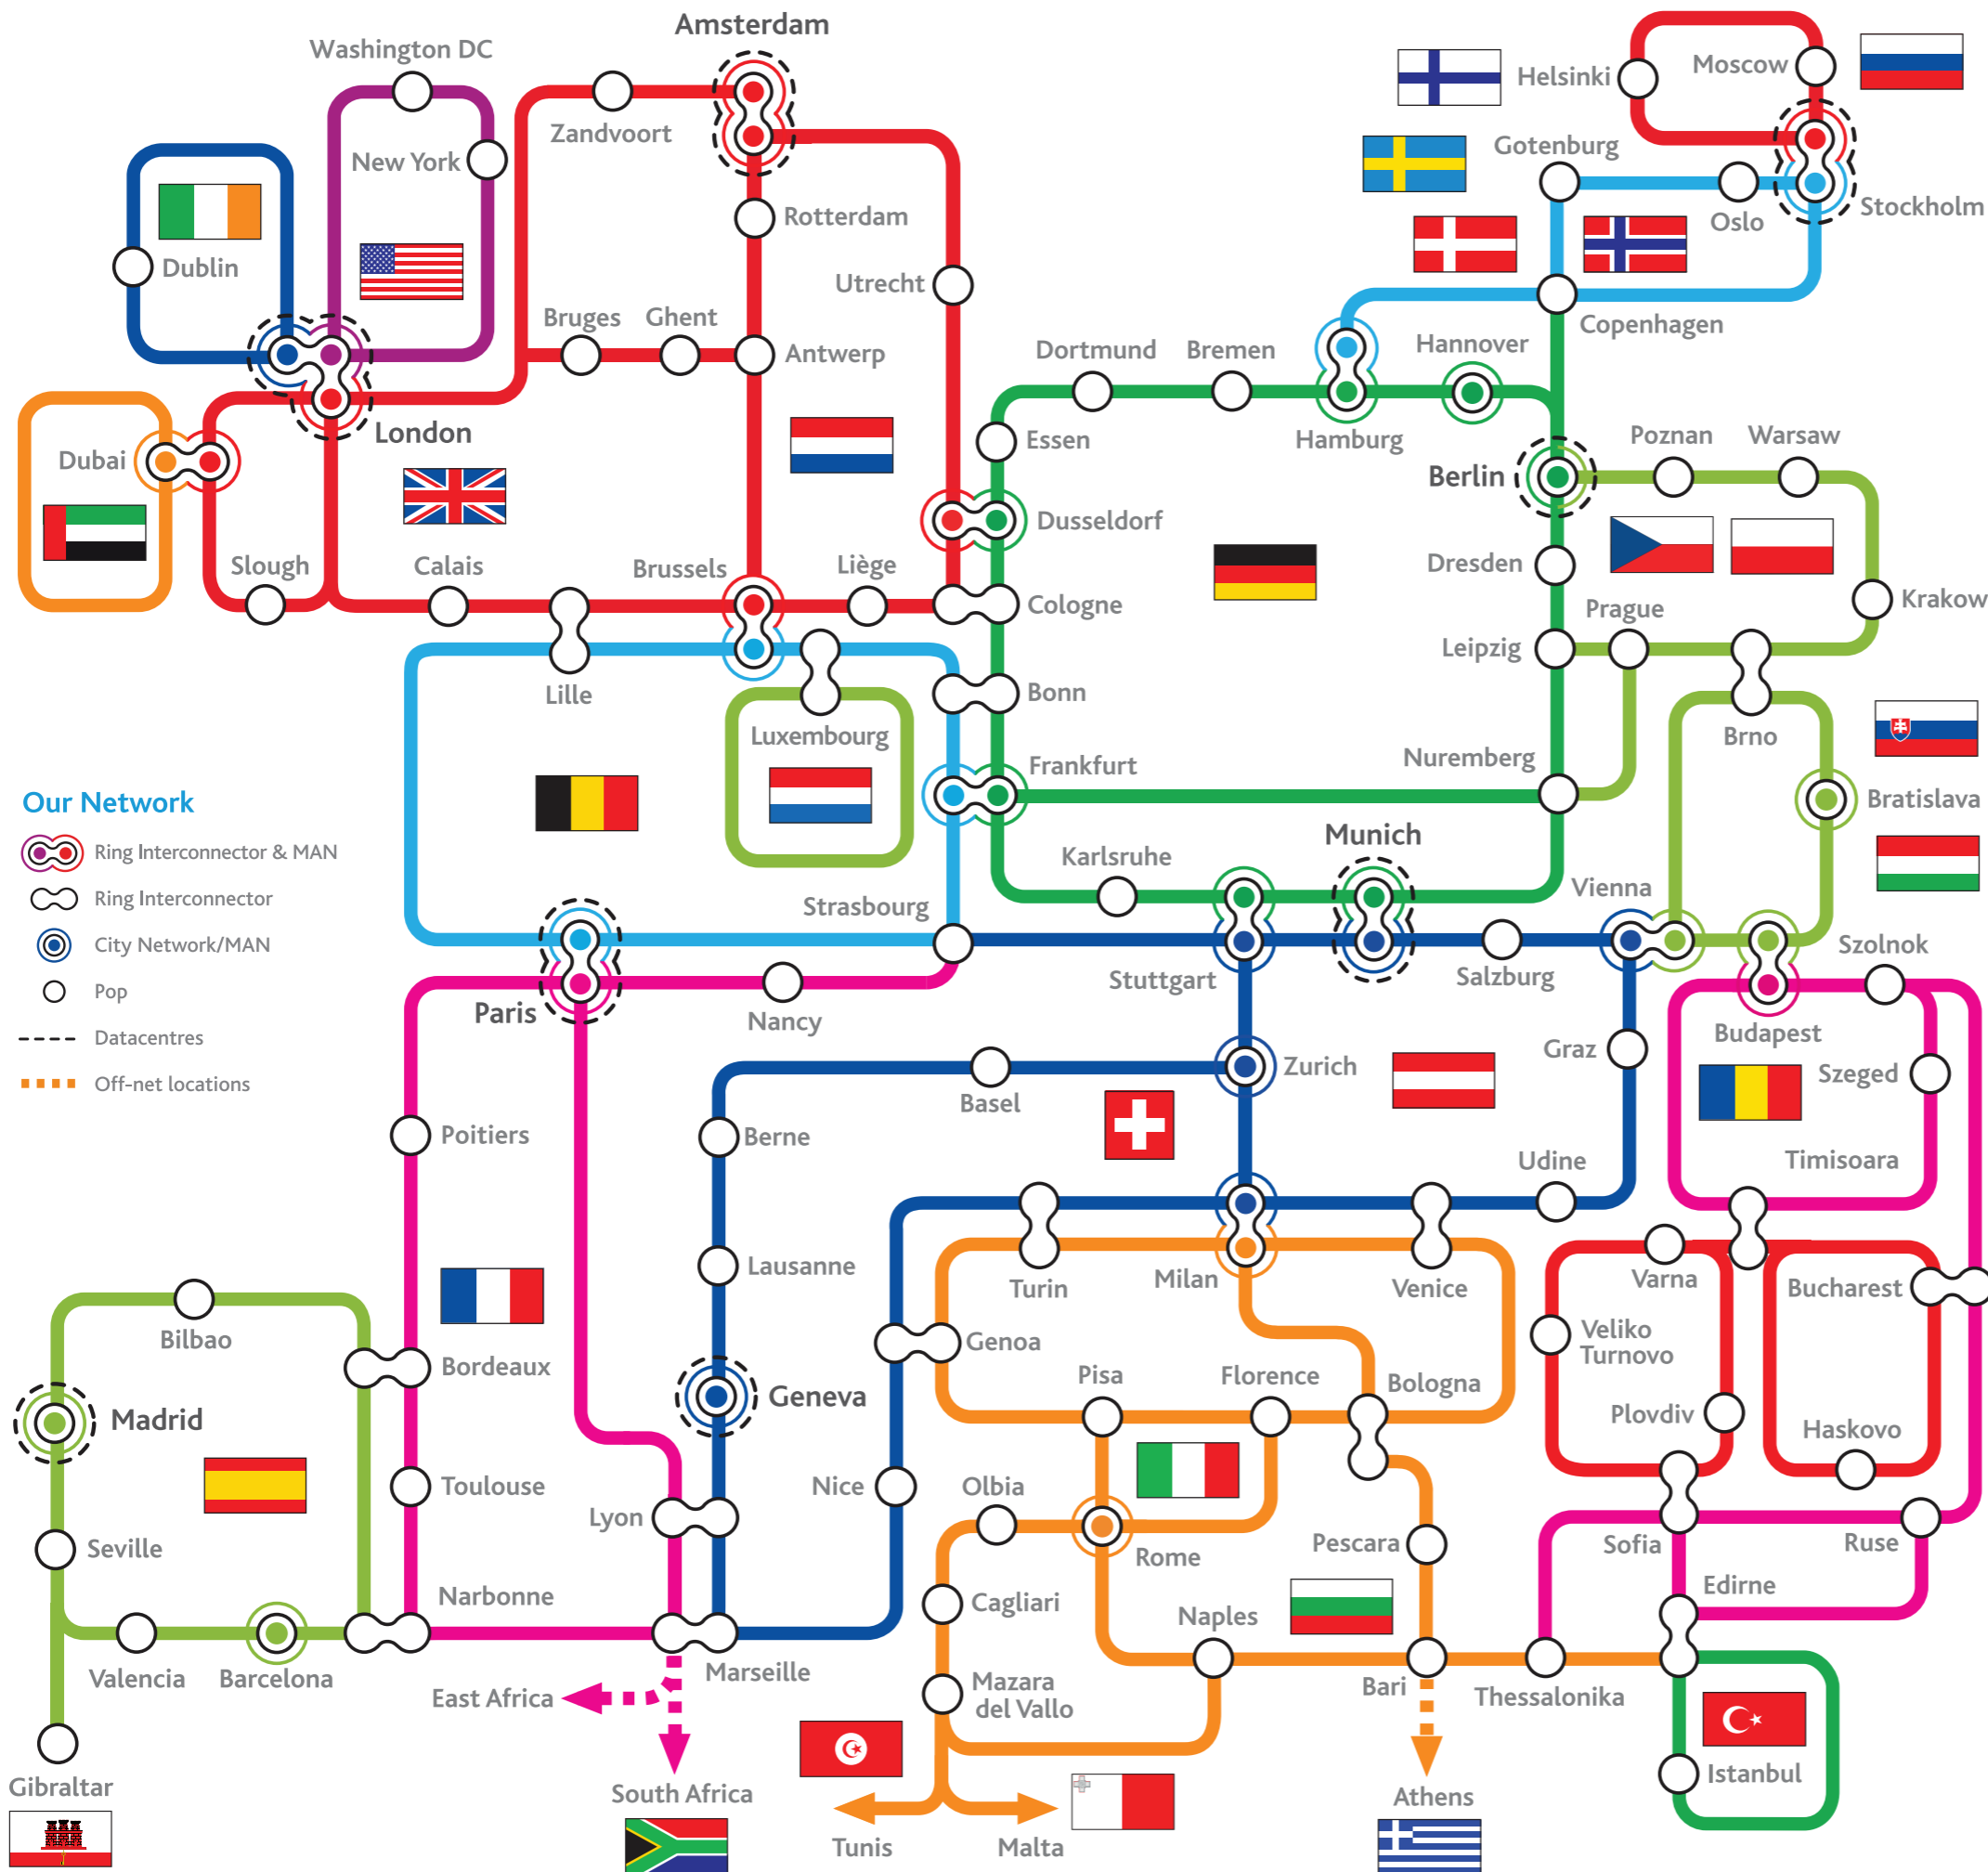 Amsterdam
Washington DC
Zandvoort
New York
Dublin
Rotterdam
Utrecht
Bruges
Ghent
Antwerp
London
Dubai
Slough
Calais
Brussels
Liège
Lille
Luxembourg
Helsinki
Moscow
Gotenburg
Oslo
Stockholm
Copenhagen
Dortmund
Bremen
Hannover
Hamburg
Essen
Berlin
Poznan
Warsaw
Dusseldorf
Dresden
Cologne
Prague
Krakow
Leipzig
Bonn
Brno
Frankfurt
Nuremberg
Bratislava
Karlsruhe
Munich
Vienna
Strasbourg
Stuttgart
Salzburg
Szolnok
Budapest
Our Network
Ring Interconnector & MAN
Ring Interconnector
City Network/MAN
Pop
Datacentres
Off-net locations
Paris
Nancy
Graz
Szeged
Zurich
Basel
Poitiers
Berne
Udine
Timisoara
Lausanne
Turin
Milan
Venice
Varna
Bucharest
Bilbao
Bordeaux
Genoa
Veliko
Turnovo
Madrid
Geneva
Pisa
Florence
Bologna
Plovdiv
Haskovo
Toulouse
Nice
Olbia
Lyon
Seville
Rome
Pescara
Sofia
Ruse
Narbonne
Cagliari
Naples
Edirne
Valencia
Barcelona
Marseille
East Africa
Mazara
del Vallo
Bari
Thessalonika
Gibraltar
South Africa
Tunis
Malta
Athens
Istanbul